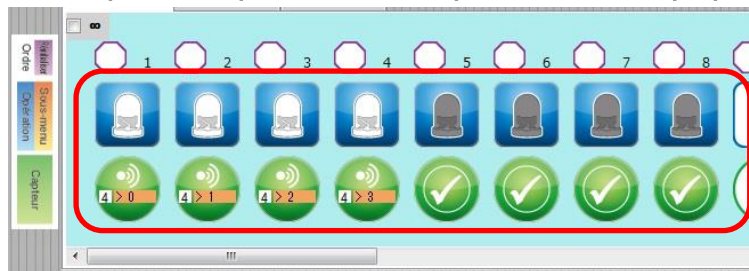 ∞
1 2 3 4 5 6 7 8
Ordre
Sous-menu
Opération
4 > 0 4 > 1 4 > 2 4 > 3
Capteur